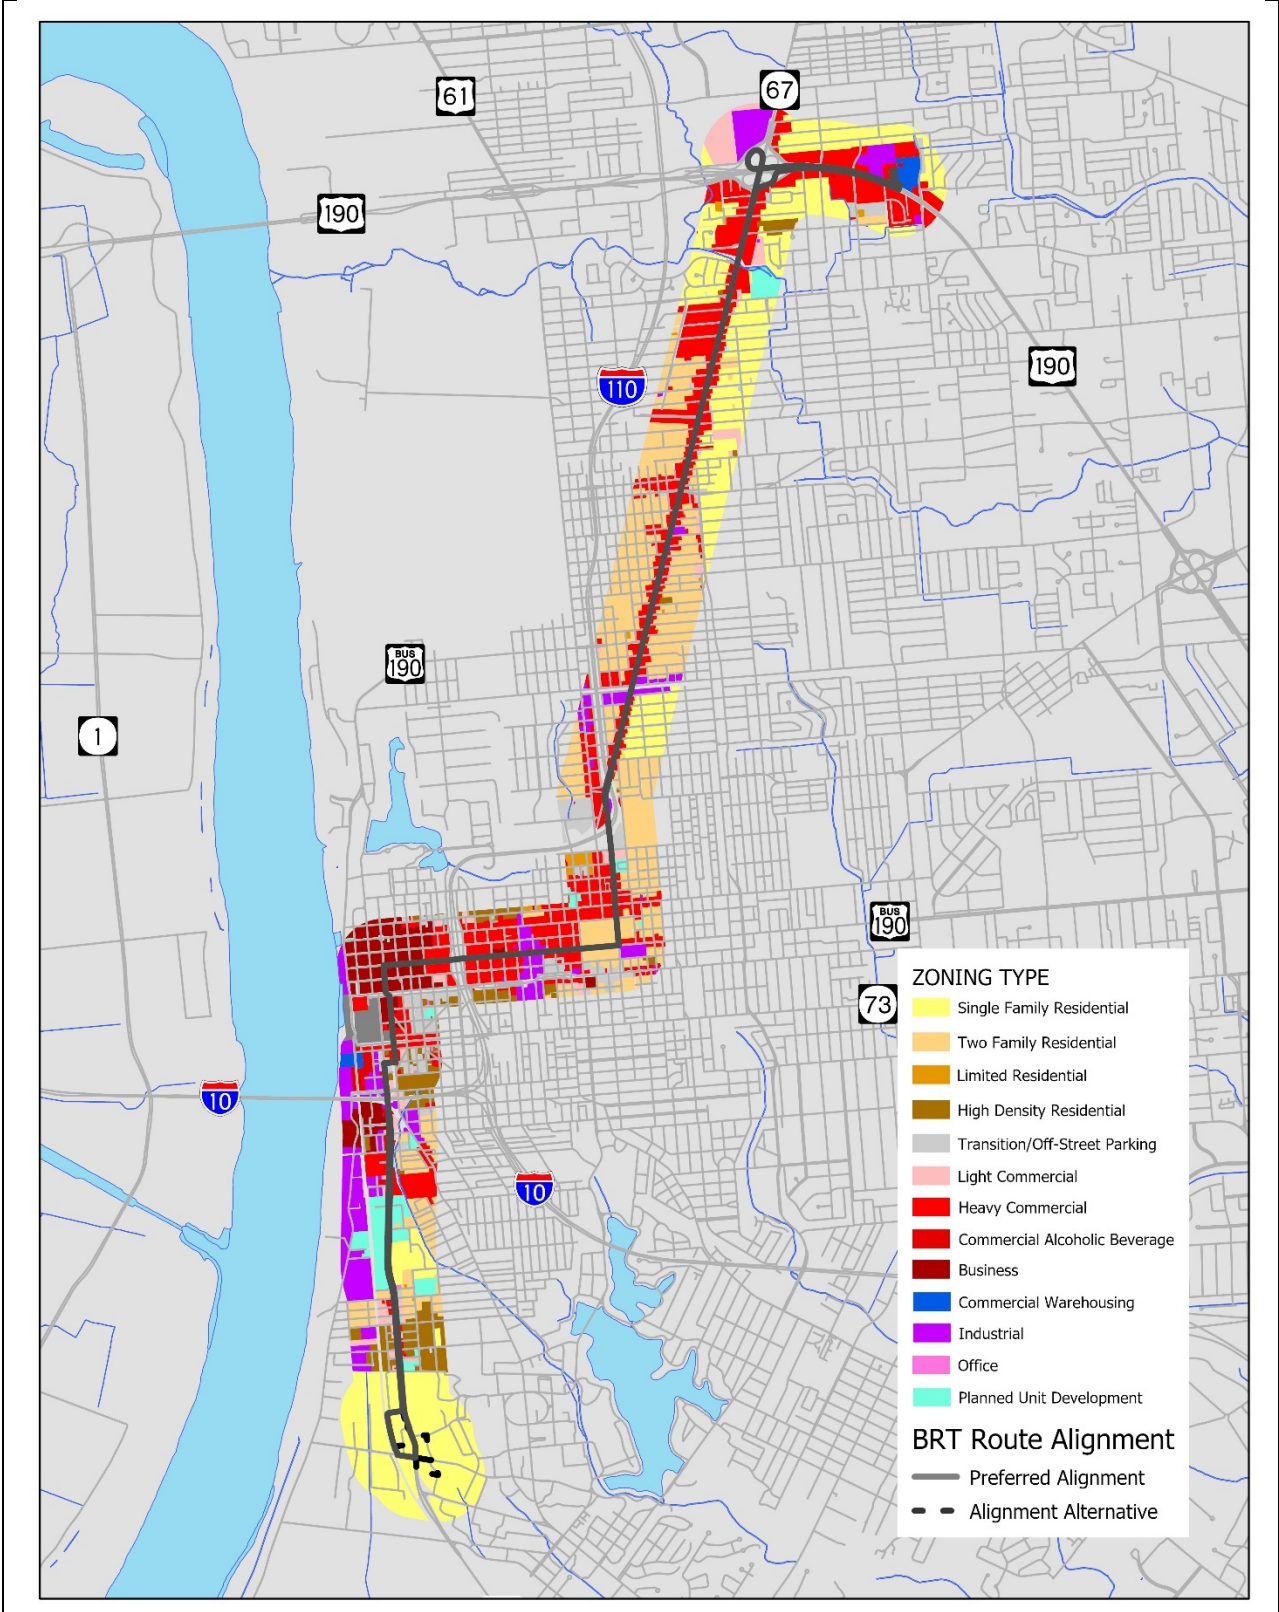 61
67
190
190
110
BUS
190
1
BUS
190
73
10
10
ZONING TYPE
Single Family Residential
Two Family Residential
Limited Residential
High Density Residential
Transition/Off-Street Parking
Light Commercial
Heavy Commercial
Commercial Alcoholic Beverage
Business
Commercial Warehousing
Industrial
Office
Planned Unit Development
BRT Route Alignment
Preferred Alignment
Alignment Alternative